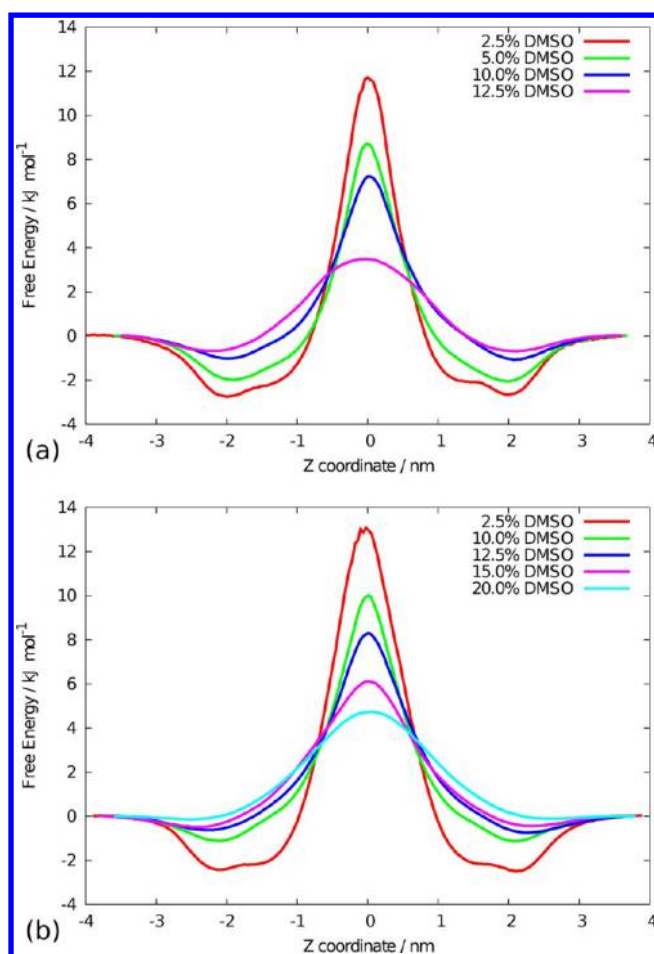 14
12
10
8
6
4
2
0
-2
-4
Free Energy / kJ mol-1
2.5% DMSO
5.0% DMSO
10.0% DMSO
12.5% DMSO
-4 -3 -2 -1 0 1 2 3 4
Z coordinate / nm
(a)
14
12
10
8
6
4
2
0
-2
-4
Free Energy / kJ mol-1
2.5% DMSO
10.0% DMSO
12.5% DMSO
15.0% DMSO
20.0% DMSO
-4 -3 -2 -1 0 1 2 3 4
Z coordinate / nm
(b)